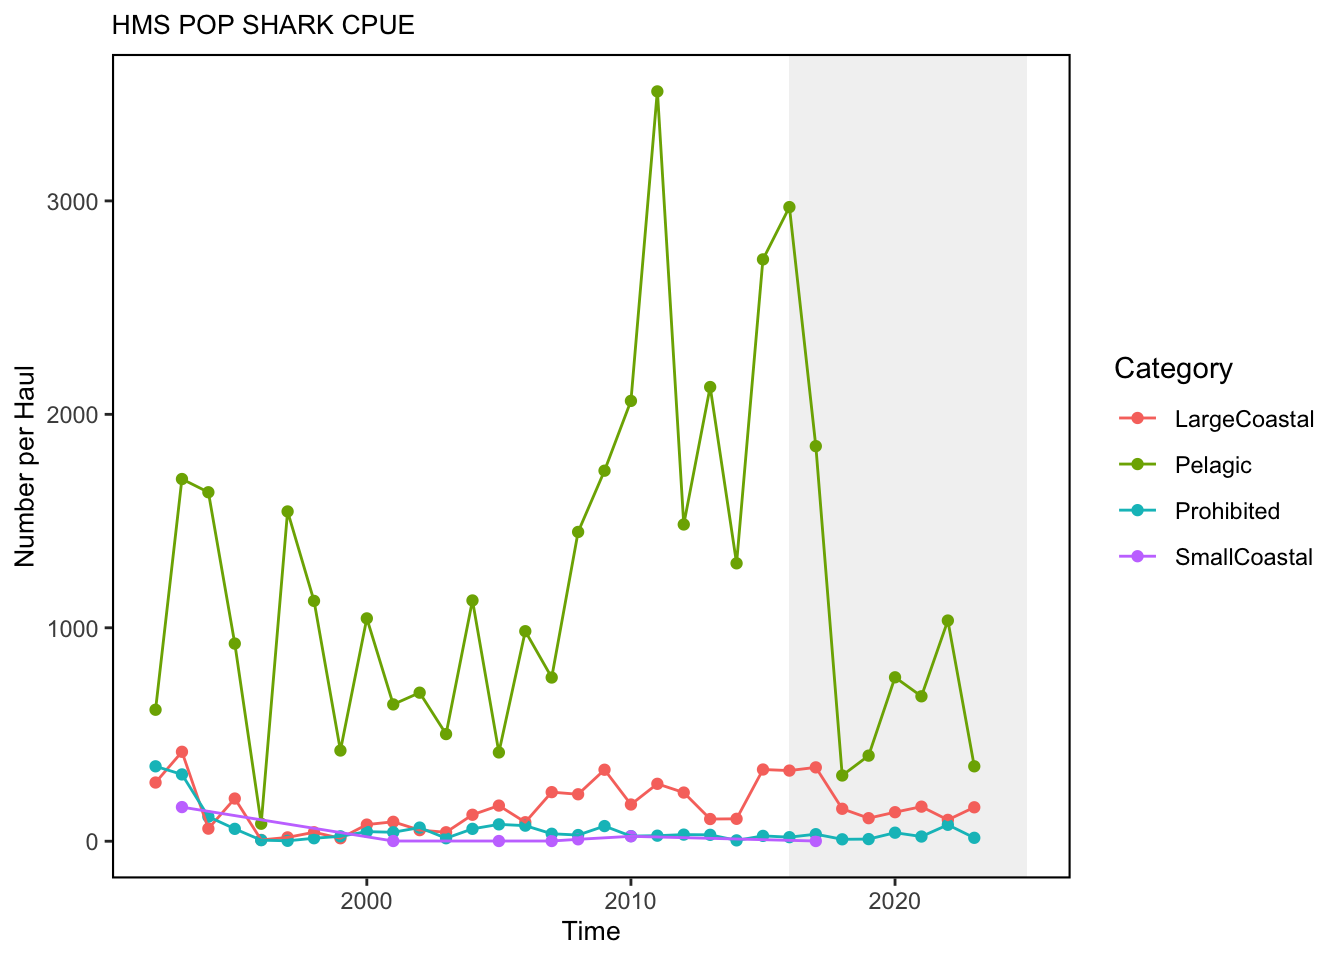 HMS POP SHARK CPUE
Number per Haul
3000
2000
1000
0
2000
2010
2020
Time
Category
LargeCoastal
Pelagic
Prohibited
SmallCoastal